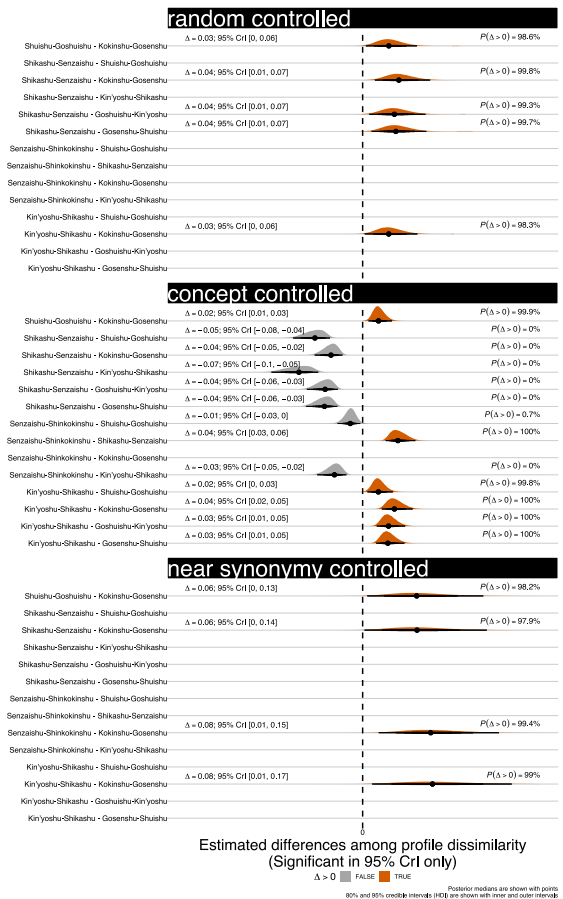 random controlled
Δ = 0.03; 95% CrI [0, 0.06] P(Δ > 0) = 98.6%
Shuishu-Goshuishu - Kokinshu-Gosenshu
Shikashu-Senzaishu - Shuishu-Goshuishu
Δ = 0.04; 95% CrI [0.01, 0.07] P(Δ > 0) = 99.8%
Shikashu-Senzaishu - Kokinshu-Gosenshu
Shikashu-Senzaishu - Kin'yoshu-Shikashu
Δ = 0.04; 95% CrI [0.01, 0.07] P(Δ > 0) = 99.3%
Shikashu-Senzaishu - Goshuishu-Kin'yoshu
Δ = 0.04; 95% CrI [0.01, 0.07] P(Δ > 0) = 99.7%
Shikashu-Senzaishu - Gosenshu-Shuishu
Senzaishu-Shinkokinshu - Shuishu-Goshuishu
Senzaishu-Shinkokinshu - Shikashu-Senzaishu
Senzaishu-Shinkokinshu - Kokinshu-Gosenshu
Senzaishu-Shinkokinshu - Kin'yoshu-Shikashu
Kin'yoshu-Shikashu - Shuishu-Goshuishu
Δ = 0.03; 95% CrI [0, 0.06] P(Δ > 0) = 98.3%
Kin'yoshu-Shikashu - Kokinshu-Gosenshu
Kin'yoshu-Shikashu - Goshuishu-Kin'yoshu
Kin'yoshu-Shikashu - Gosenshu-Shuishu
concept controlled
Δ = 0.02; 95% CrI [0.01, 0.03] P(Δ > 0) = 99.9%
Shuishu-Goshuishu - Kokinshu-Gosenshu
Δ = −0.05; 95% CrI [−0.08, −0.04] P(Δ > 0) = 0%
Shikashu-Senzaishu - Shuishu-Goshuishu
Δ = −0.04; 95% CrI [−0.05, −0.02] P(Δ > 0) = 0%
Shikashu-Senzaishu - Kokinshu-Gosenshu
Δ = −0.07; 95% CrI [−0.1, −0.05] P(Δ > 0) = 0%
Shikashu-Senzaishu - Kin'yoshu-Shikashu
Δ = −0.04; 95% CrI [−0.06, −0.03] P(Δ > 0) = 0%
Shikashu-Senzaishu - Goshuishu-Kin'yoshu
Δ = −0.04; 95% CrI [−0.06, −0.03] P(Δ > 0) = 0%
Shikashu-Senzaishu - Gosenshu-Shuishu
Δ = −0.01; 95% CrI [−0.03, 0] P(Δ > 0) = 0.7%
Senzaishu-Shinkokinshu - Shuishu-Goshuishu
Δ = 0.04; 95% CrI [0.03, 0.06] P(Δ > 0) = 100%
Senzaishu-Shinkokinshu - Shikashu-Senzaishu
Senzaishu-Shinkokinshu - Kokinshu-Gosenshu
Δ = −0.03; 95% CrI [−0.05, −0.02] P(Δ > 0) = 0%
Senzaishu-Shinkokinshu - Kin'yoshu-Shikashu
Δ = 0.02; 95% CrI [0, 0.03] P(Δ > 0) = 99.8%
Kin'yoshu-Shikashu - Shuishu-Goshuishu
Δ = 0.04; 95% CrI [0.02, 0.05] P(Δ > 0) = 100%
Kin'yoshu-Shikashu - Kokinshu-Gosenshu
Δ = 0.03; 95% CrI [0.01, 0.05] P(Δ > 0) = 100%
Kin'yoshu-Shikashu - Goshuishu-Kin'yoshu
Δ = 0.03; 95% CrI [0.01, 0.05] P(Δ > 0) = 100%
Kin'yoshu-Shikashu - Gosenshu-Shuishu
near synonymy controlled
Δ = 0.06; 95% CrI [0, 0.13] P(Δ > 0) = 98.2%
Shuishu-Goshuishu - Kokinshu-Gosenshu
Shikashu-Senzaishu - Shuishu-Goshuishu
Δ = 0.06; 95% CrI [0, 0.14] P(Δ > 0) = 97.9%
Shikashu-Senzaishu - Kokinshu-Gosenshu
Shikashu-Senzaishu - Kin'yoshu-Shikashu
Shikashu-Senzaishu - Goshuishu-Kin'yoshu
Shikashu-Senzaishu - Gosenshu-Shuishu
Senzaishu-Shinkokinshu - Shuishu-Goshuishu
Senzaishu-Shinkokinshu - Shikashu-Senzaishu
Δ = 0.08; 95% CrI [0.01, 0.15] P(Δ > 0) = 99.4%
Senzaishu-Shinkokinshu - Kokinshu-Gosenshu
Senzaishu-Shinkokinshu - Kin'yoshu-Shikashu
Kin'yoshu-Shikashu - Shuishu-Goshuishu
Δ = 0.08; 95% CrI [0.01, 0.17] P(Δ > 0) = 99%
Kin'yoshu-Shikashu - Kokinshu-Gosenshu
Kin'yoshu-Shikashu - Goshuishu-Kin'yoshu
Kin'yoshu-Shikashu - Gosenshu-Shuishu
0
Estimated differences among profile dissimilarity
(Significant in 95% CrI only)
Δ > 0 FALSE TRUE
Posterior medians are shown with points
80% and 95% credible intervals (HDI) are shown with inner and outer intervals